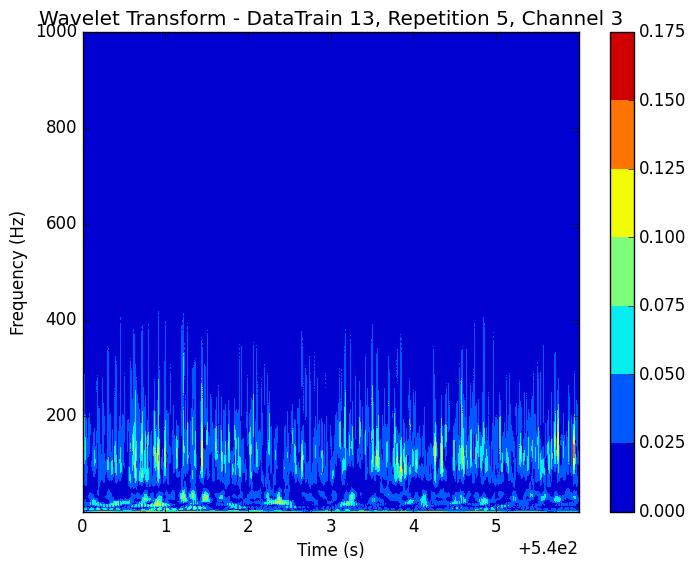 Wavelet Transform - DataTrain 13, Repetition 5, Channel 3
1000
800
600
400
200
Frequency (Hz)
0 1 2 3 4 5
Time (s)
+5.4e2
0.175
0.150
0.125
0.100
0.075
0.050
0.025
0.000